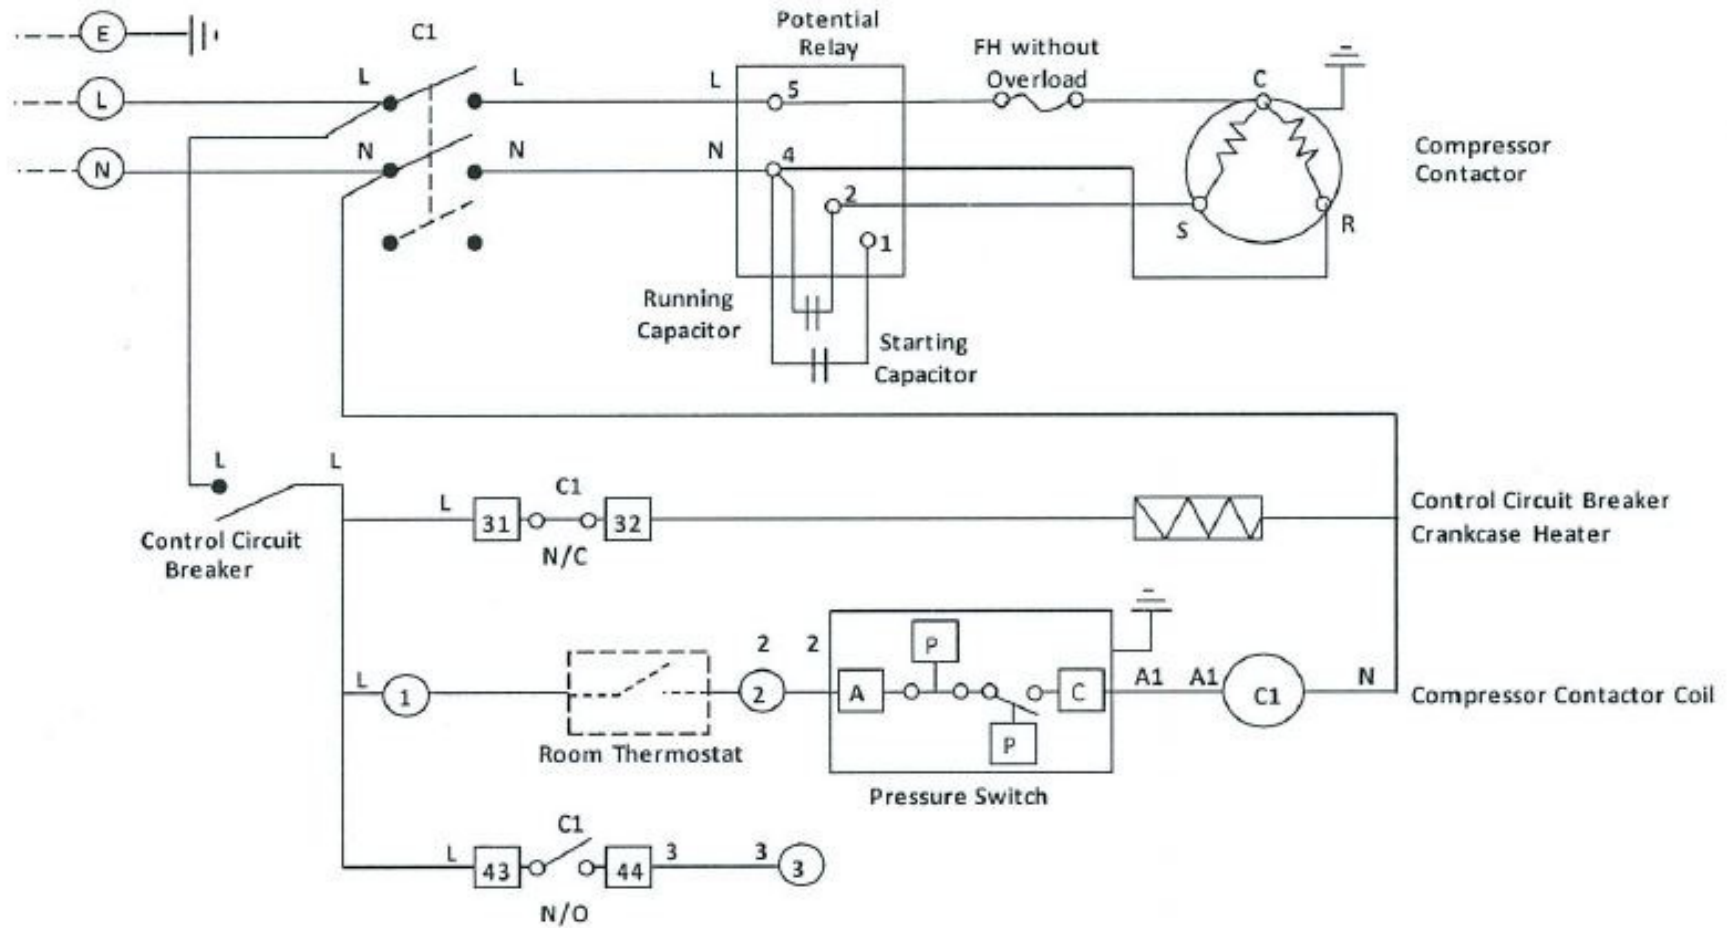 E
C1
Potential
Relay
FH without
Overload
L
L
L
L
5
C
N
N
N
N
4
Compressor
Contactor
2
S
R
1
Running
Capacitor
Starting
Capacitor
L
L
Control Circuit
Breaker
L
31
C1
32
N/C
Control Circuit Breaker
Crankcase Heater
L
1
Room Thermostat
2
2
2
A
P
P
C
Pressure Switch
A1
A1
C1
N
Compressor Contactor Coil
L
43
C1
44
N/O
3
3
3